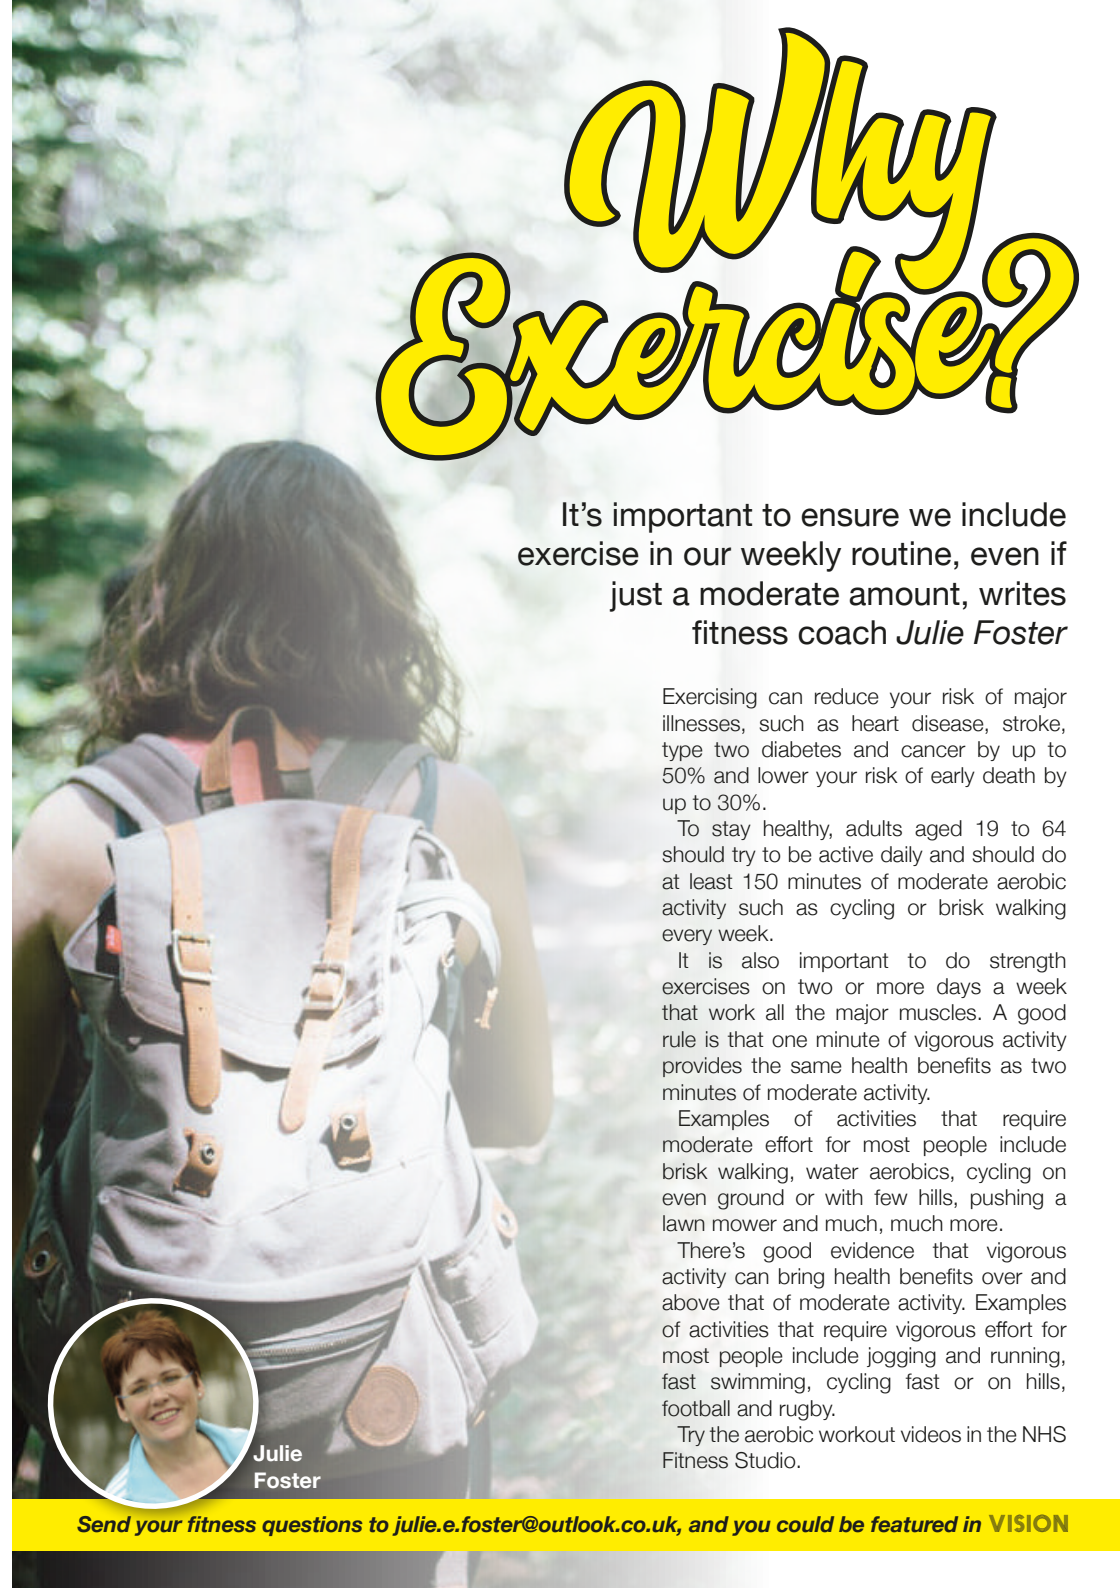 Why
Exercise?
It’s important to ensure we include
exercise in our weekly routine, even if
just a moderate amount, writes
fitness coach Julie Foster
Exercising can reduce your risk of major
illnesses, such as heart disease, stroke,
type two diabetes and cancer by up to
50% and lower your risk of early death by
up to 30%.
To stay healthy, adults aged 19 to 64
should try to be active daily and should do
at least 150 minutes of moderate aerobic
activity such as cycling or brisk walking
every week.
It is also important to do strength
exercises on two or more days a week
that work all the major muscles. A good
rule is that one minute of vigorous activity
provides the same health benefits as two
minutes of moderate activity.
Examples of activities that require
moderate effort for most people include
brisk walking, water aerobics, cycling on
even ground or with few hills, pushing a
lawn mower and much, much more.
There’s good evidence that vigorous
activity can bring health benefits over and
above that of moderate activity. Examples
of activities that require vigorous effort for
most people include jogging and running,
fast swimming, cycling fast or on hills,
football and rugby.
Try the aerobic workout videos in the NHS
Fitness Studio.
Julie
Foster
Send your fitness questions to julie.e.foster@outlook.co.uk, and you could be featured in VISION